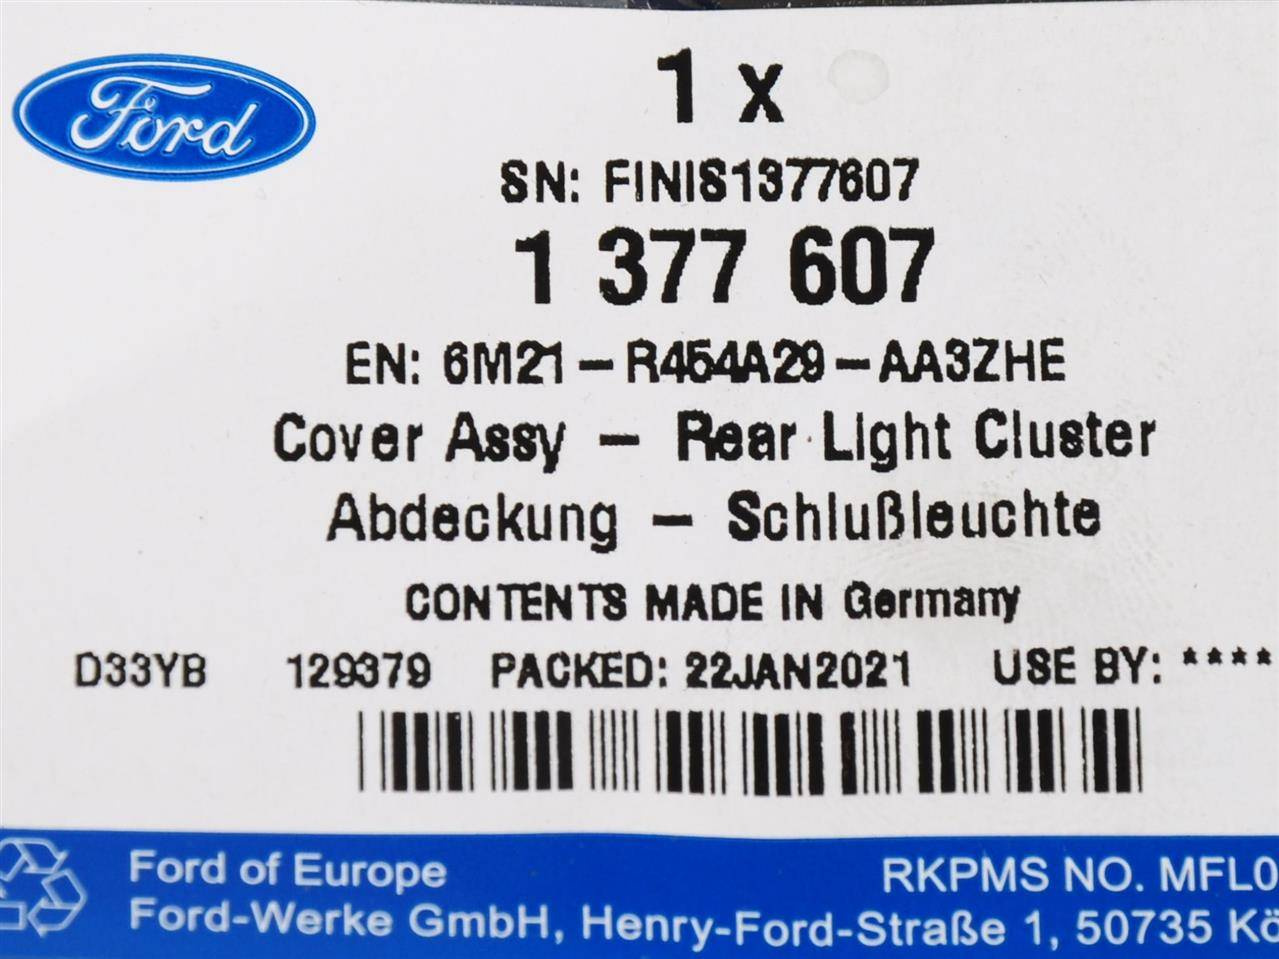 Ford
1 x
SN: FINIS1377607
1 377 607
EN: 6M21-R454A29-AA3ZHE
Cover Assy - Rear Light Cluster
Abdeckung - Schlußleuchte
CONTENTS MADE IN Germany
D33YB 129379 PACKED: 22JAN2021 USE BY: ****
Ford of Europe RKPMS NO. MFL0
Ford-Werke GmbH, Henry-Ford-Straße 1, 50735 Kö